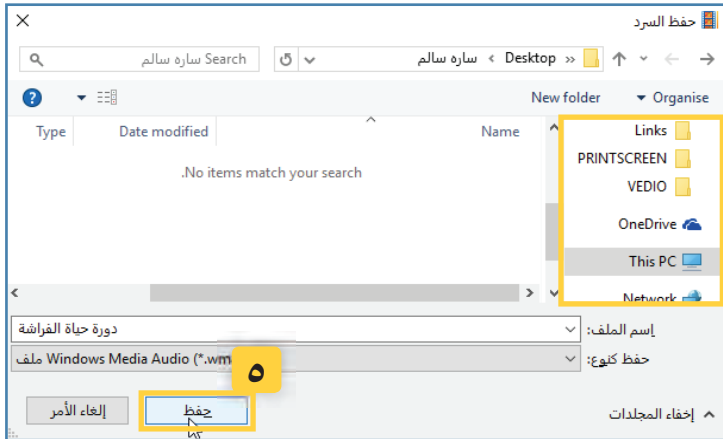 حفظ السرد
Desktop › ساره سالم
Search ساره سالم
Organise
New folder
Name
Date modified
Type
No items match your search.
Links
PRINTSCREEN
VEDIO
OneDrive
This PC
Network
إسم الملف: دورة حياة الفراشة
حفظ كنوع: ملف Windows Media Audio (*.wm
٥
حفظ
إلغاء الأمر
إخفاء المجلدات